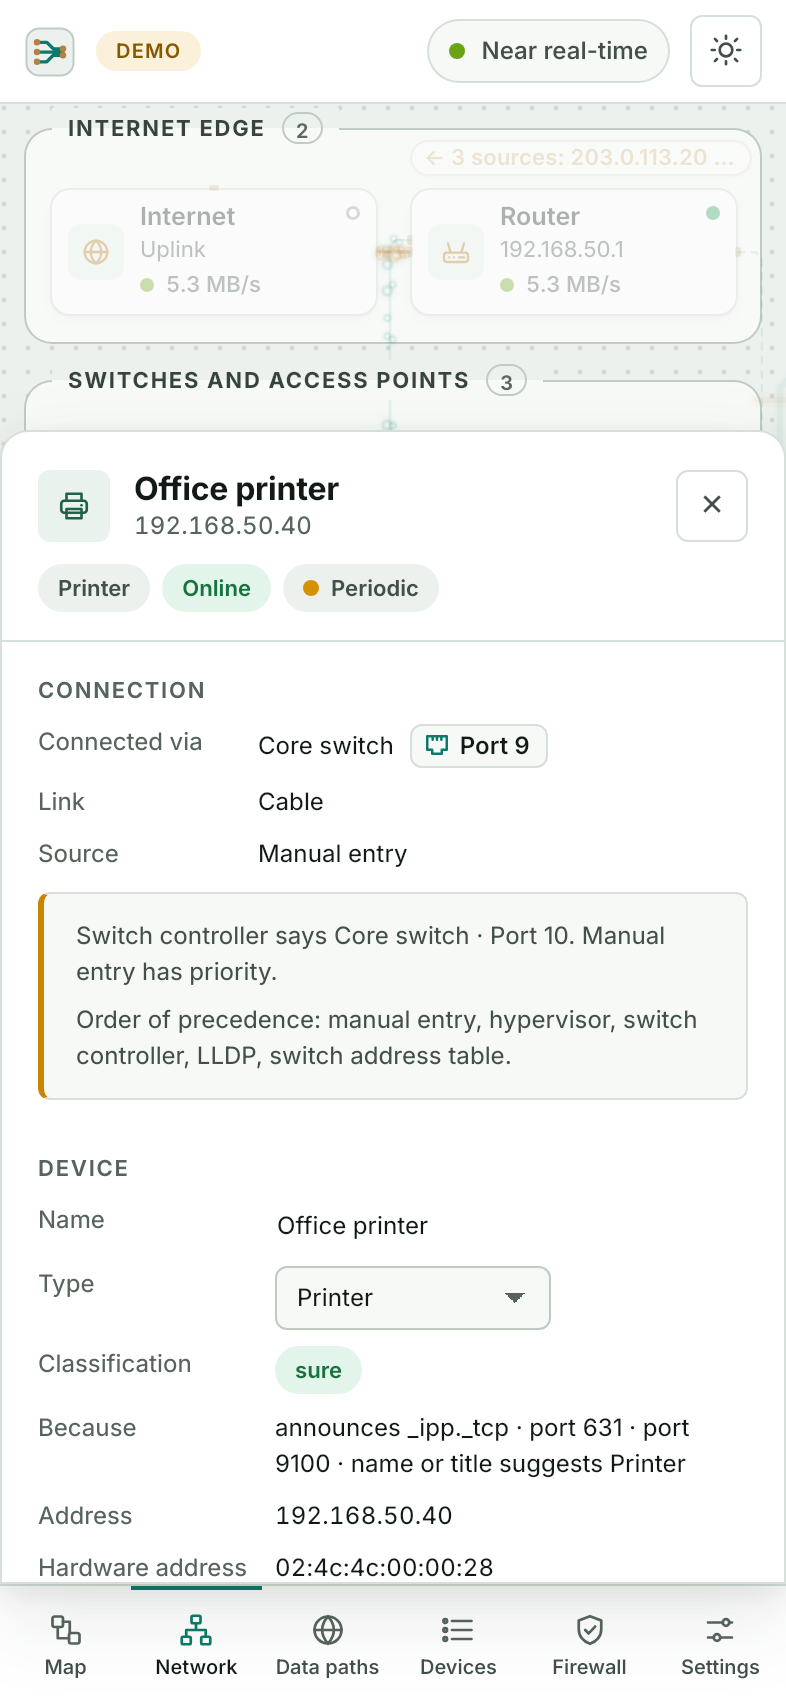 DEMO
Near real-time
INTERNET EDGE 2
← 3 sources: 203.0.113.20 ...
Internet
Uplink
5.3 MB/s
Router
192.168.50.1
5.3 MB/s
SWITCHES AND ACCESS POINTS 3
Office printer
192.168.50.40
Printer
Online
Periodic
CONNECTION
Connected via Core switch Port 9
Link Cable
Source Manual entry
Switch controller says Core switch · Port 10. Manual
entry has priority.
Order of precedence: manual entry, hypervisor, switch
controller, LLDP, switch address table.
DEVICE
Name Office printer
Type Printer
Classification sure
Because announces _ipp._tcp · port 631 · port
9100 · name or title suggests Printer
Address 192.168.50.40
Hardware address 02:4c:4c:00:00:28
Map
Network
Data paths
Devices
Firewall
Settings